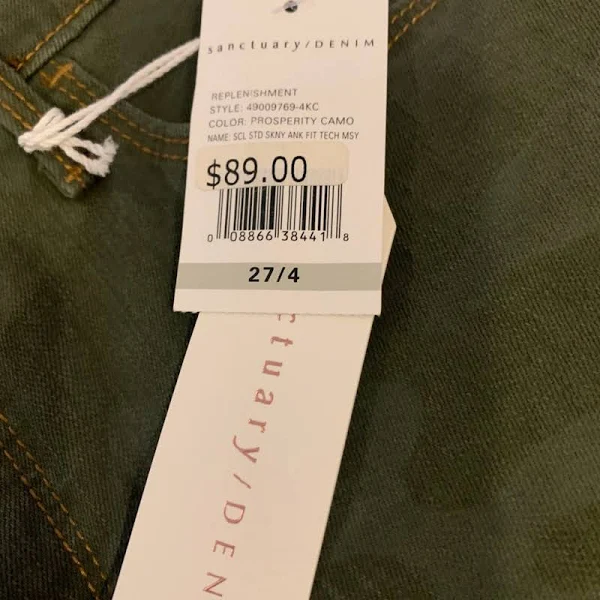 sanctuary/DENIM
REPLENISHMENT
STYLE: 49009769-4KC
COLOR: PROSPERITY CAMO
NAME: SCL STD SKNY ANK FIT TECH MSY
$89.00
0 08866 38441 8
27/4
ctuary/DEN